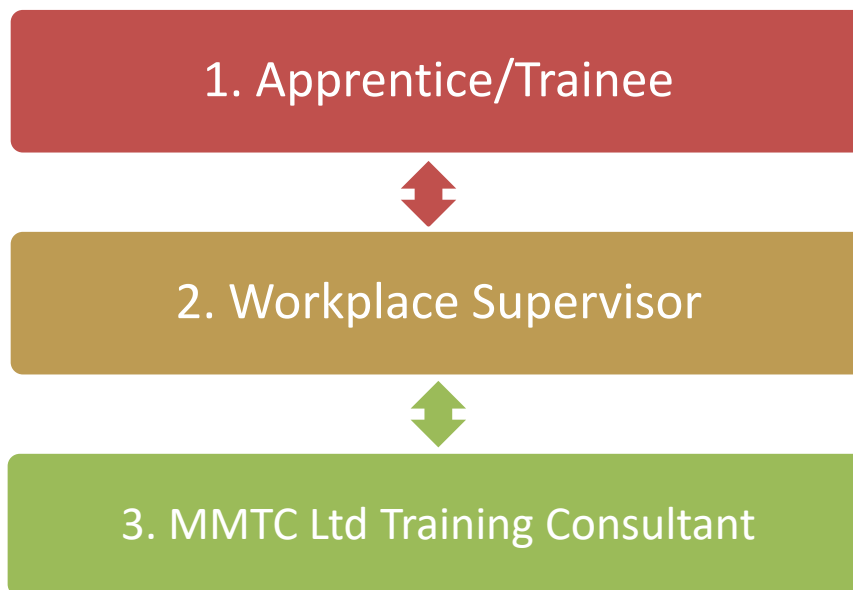 1. Apprentice/Trainee
2. Workplace Supervisor
3. MMTC Ltd Training Consultant